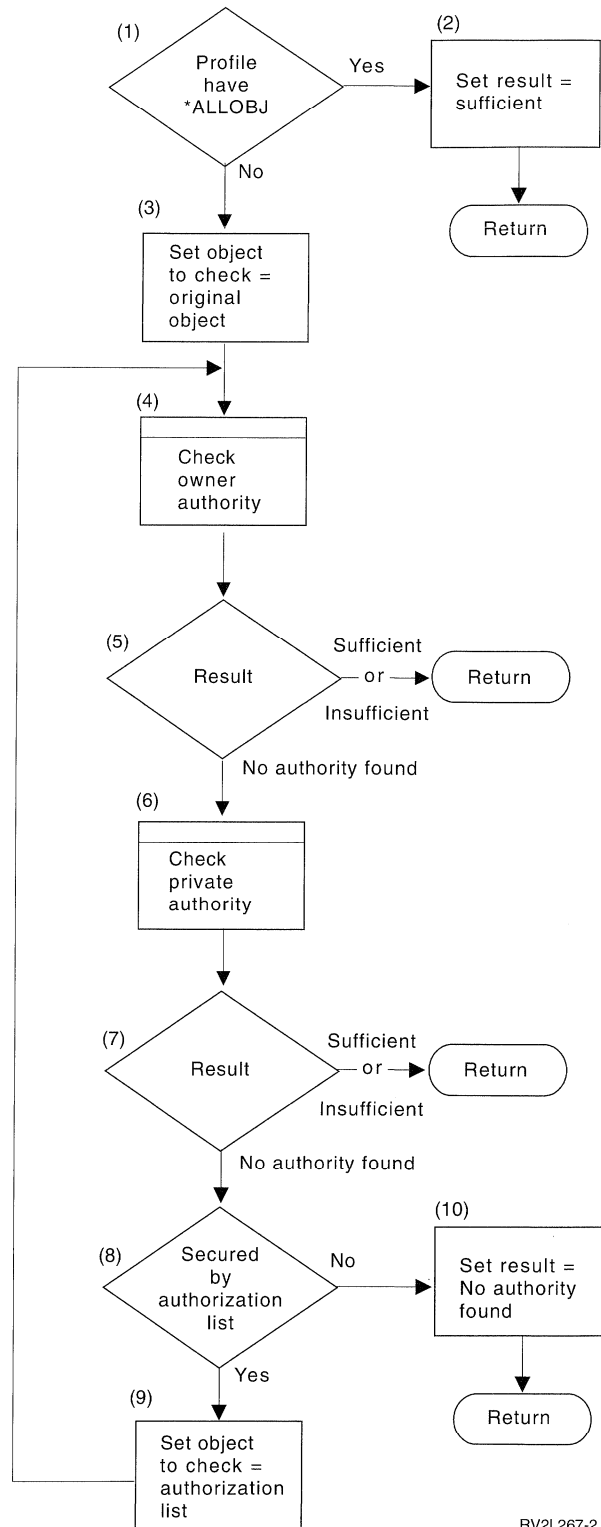 (1)
Profile
have
*ALLOBJ
Yes
(2)
Set result =
sufficient
Return
No
(3)
Set object
to check =
original
object
(4)
Check
owner
authority
(5)
Result
Sufficient
or
Insufficient
Return
No authority found
(6)
Check
private
authority
(7)
Result
Sufficient
or
Insufficient
Return
No authority found
(8)
Secured
by
authorization
list
No
(10)
Set result =
No authority
found
Return
Yes
(9)
Set object
to check =
authorization
list
RV2L267-2